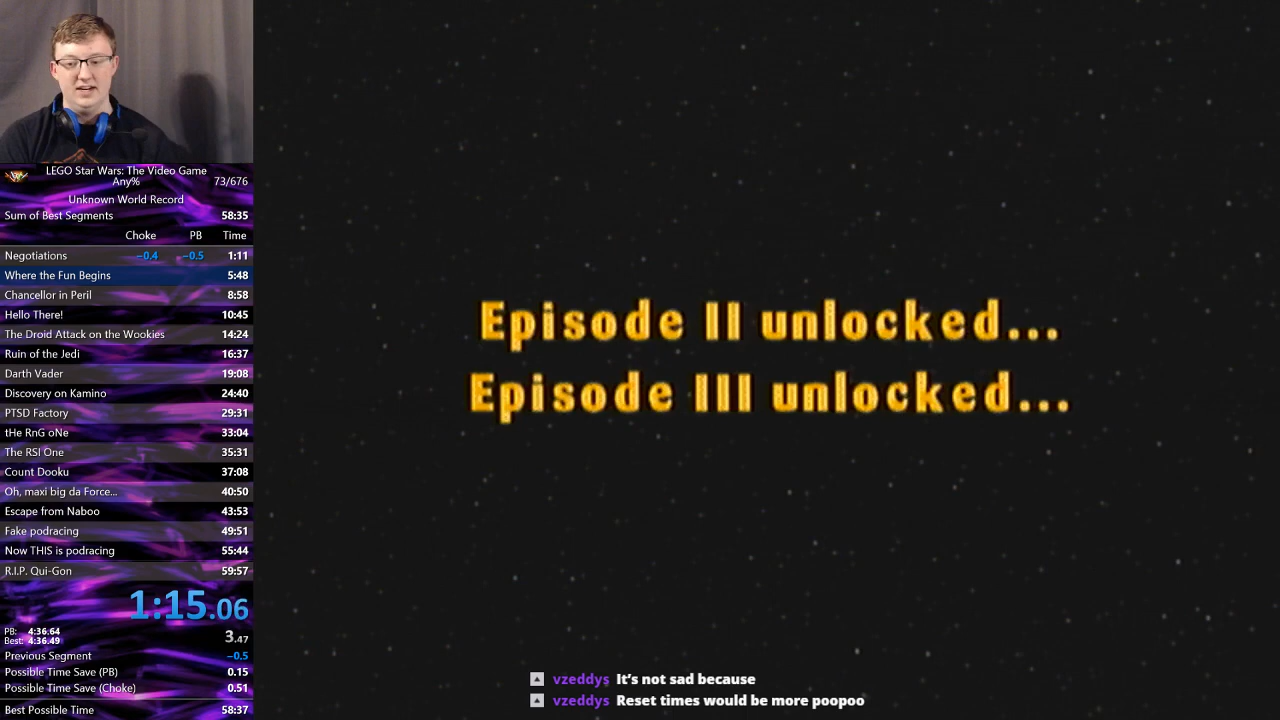 LEGO Star Wars: The Video Game
Any% 73/676
Unknown World Record
Sum of Best Segments 58:35
Choke PB Time
Negotiations −0.4 −0.5 1:11
Where the Fun Begins 5:48
Chancellor in Peril 8:58
Hello There! 10:45
The Droid Attack on the Wookies 14:24
Ruin of the Jedi 16:37
Darth Vader 19:08
Discovery on Kamino 24:40
PTSD Factory 29:31
tHe RnG oNe 33:04
The RSI One 35:31
Count Dooku 37:08
Oh, maxi big da Force... 40:50
Escape from Naboo 43:53
Fake podracing 49:51
Now THIS is podracing 55:44
R.I.P. Qui-Gon 59:57
1:15.06
PB: 4:36.64
Best: 4:36.49
3.47
Previous Segment −0.5
Possible Time Save (PB) 0.15
Possible Time Save (Choke) 0.51
Best Possible Time 58:37
Episode II unlocked...
Episode III unlocked...
vzeddys It's not sad because
vzeddys Reset times would be more poopoo